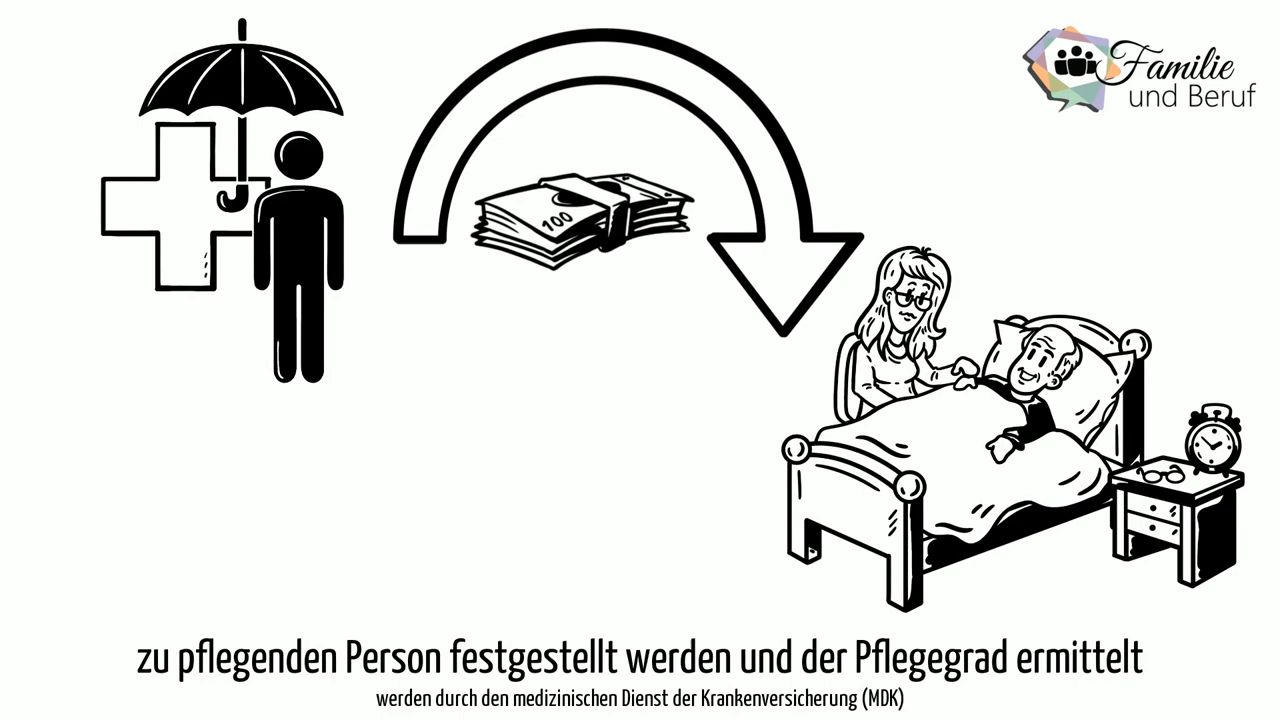 Familie
und Beruf
100
zu pflegenden Person festgestellt werden und der Pflegegrad ermittelt
werden durch den medizinischen Dienst der Krankenversicherung (MDK)